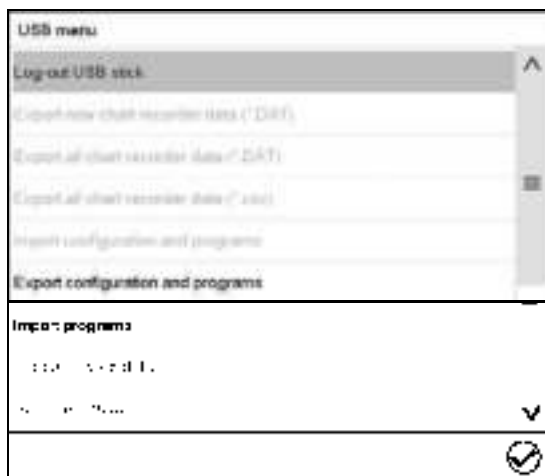 USB menu
Log-out USB stick
Export new chart recorder data (*.DAT)
Export all chart recorder data (*.DAT)
Export all chart recorder data (*.csv)
Import configuration and programs
Export configuration and programs
Import programs